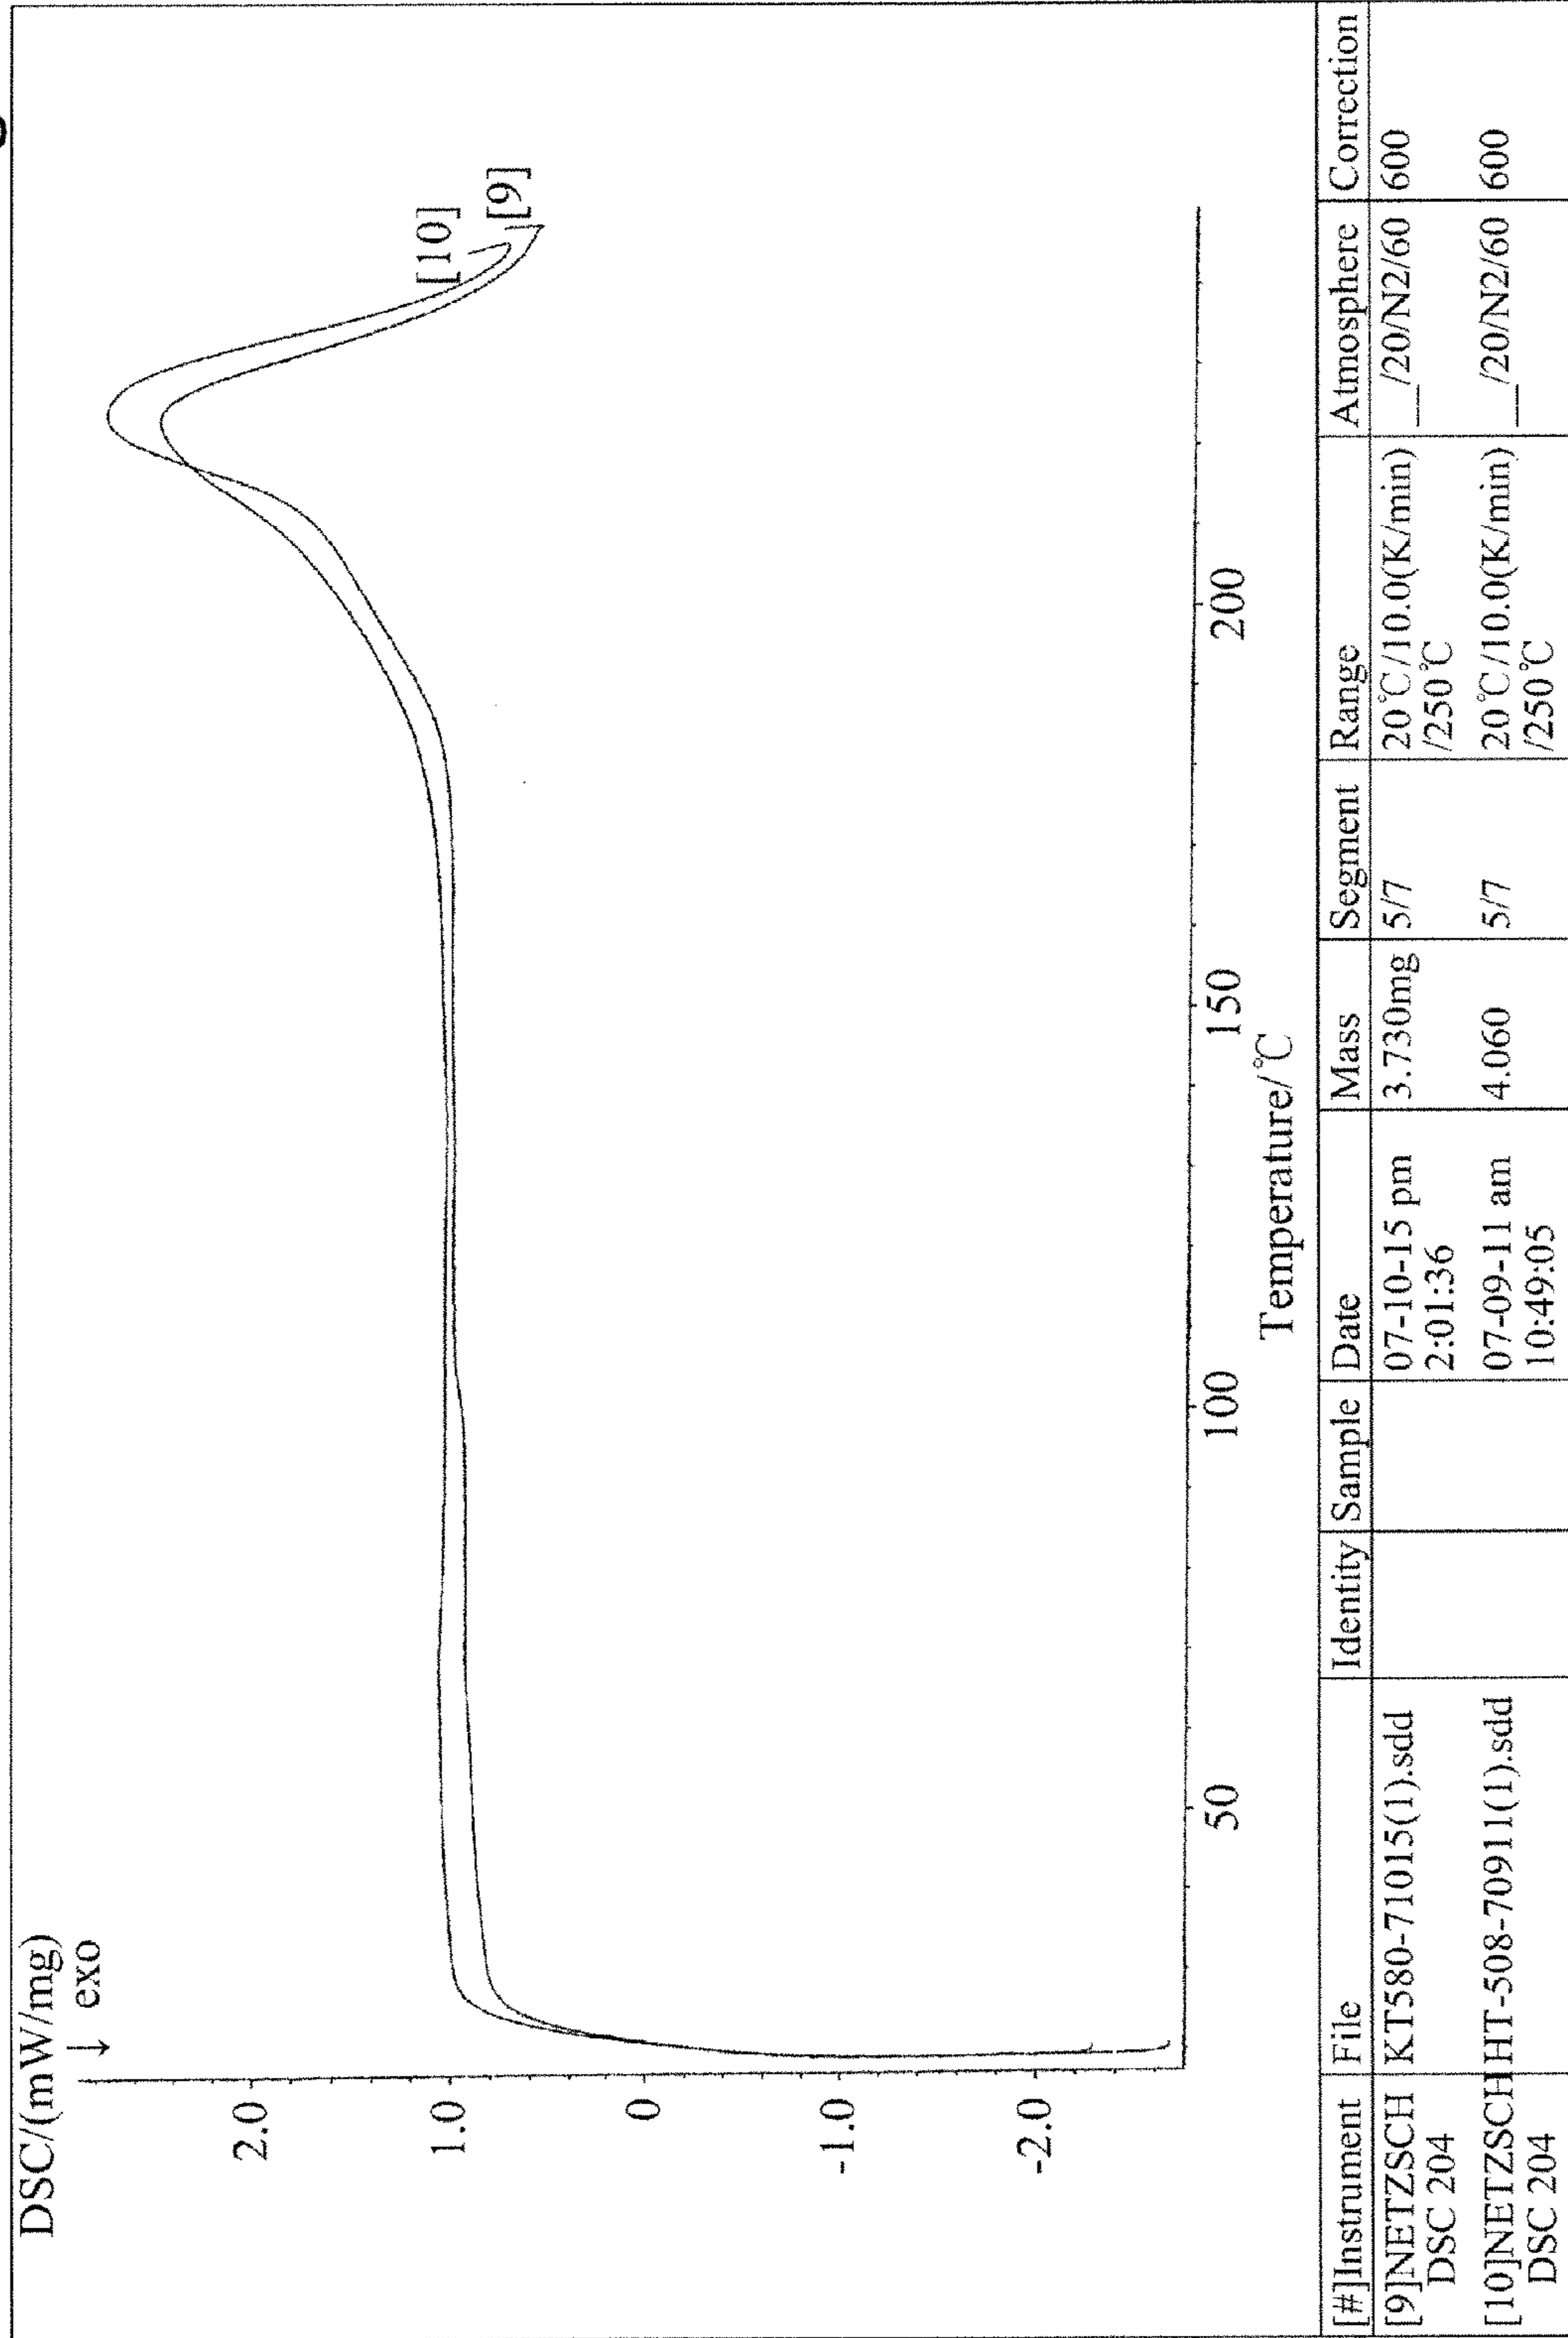 DSC/(mW/mg)
↓ exo
2.0
1.0
0
-1.0
-2.0
[10]
[9]
50
100
150
200
Temperature/℃
[#]Instrument File Identity Sample Date Mass Segment Range Atmosphere Correction
[9]NETZSCH KT580-71015(1).sdd 07-10-15 pm 3.730mg 5/7 20℃/10.0(K/min) __/20/N2/60 600
DSC 204 2:01:36 /250℃
[10]NETZSCH HT-508-70911(1).sdd 07-09-11 am 4.060 5/7 20℃/10.0(K/min) __/20/N2/60 600
DSC 204 10:49:05 /250℃